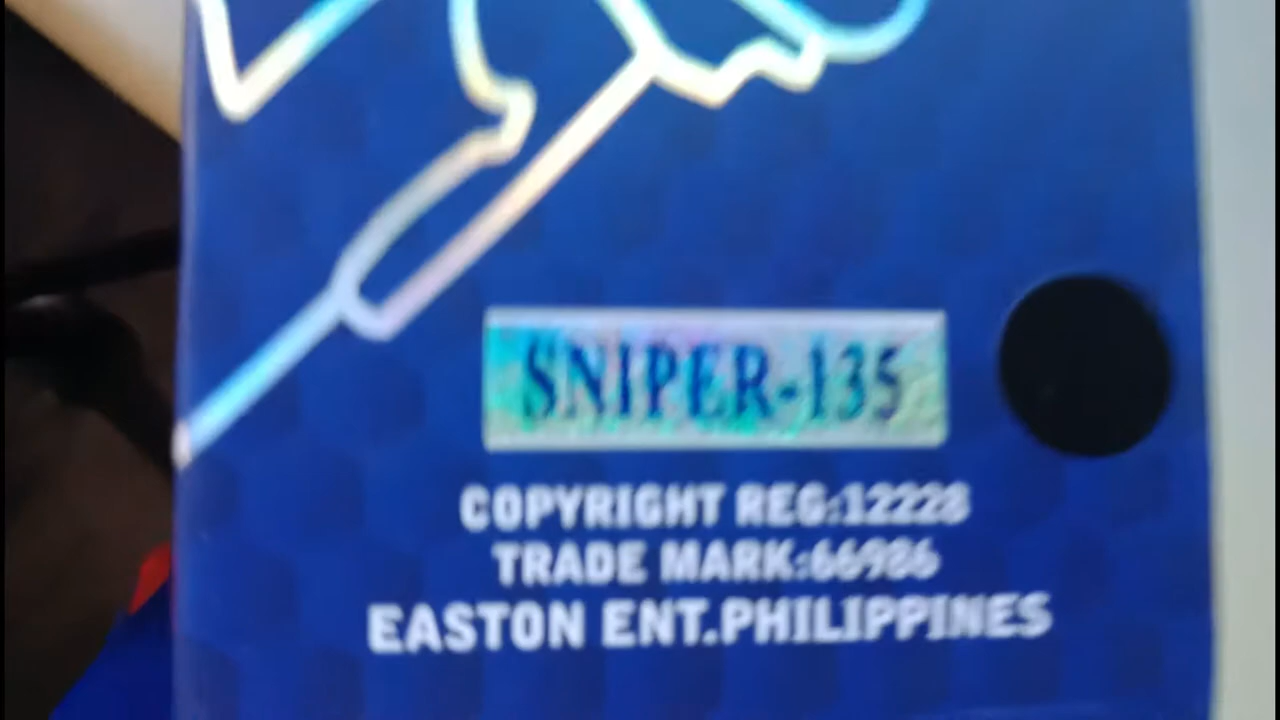 SNIPER-135
COPYRIGHT REG:12228
TRADE MARK:66986
EASTON ENT.PHILIPPINES